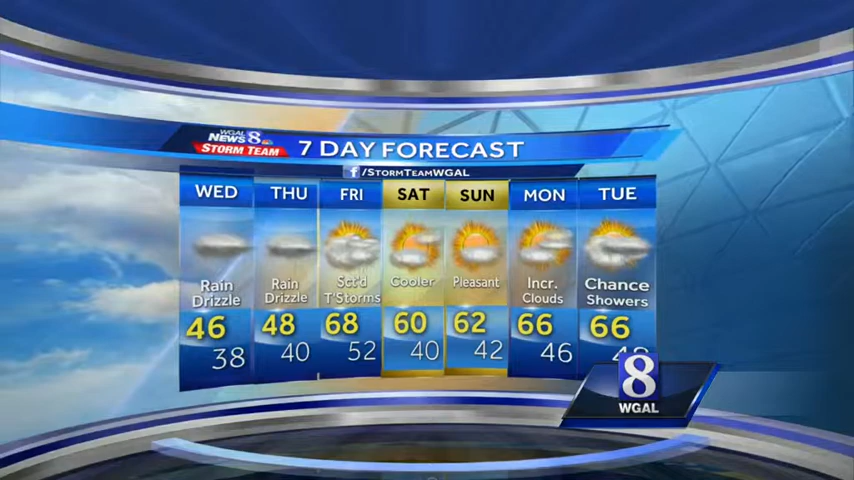 WGAL
NEWS 8
STORM TEAM
7 DAY FORECAST
f/STORMTEAMWGAL
WED THU FRI SAT SUN MON TUE
Rain Drizzle
Rain Drizzle
Sct'd T'Storms
Cooler
Pleasant
Incr. Clouds
Chance Showers
46 48 68 60 62 66 66
38 40 52 40 42 46
8
WGAL